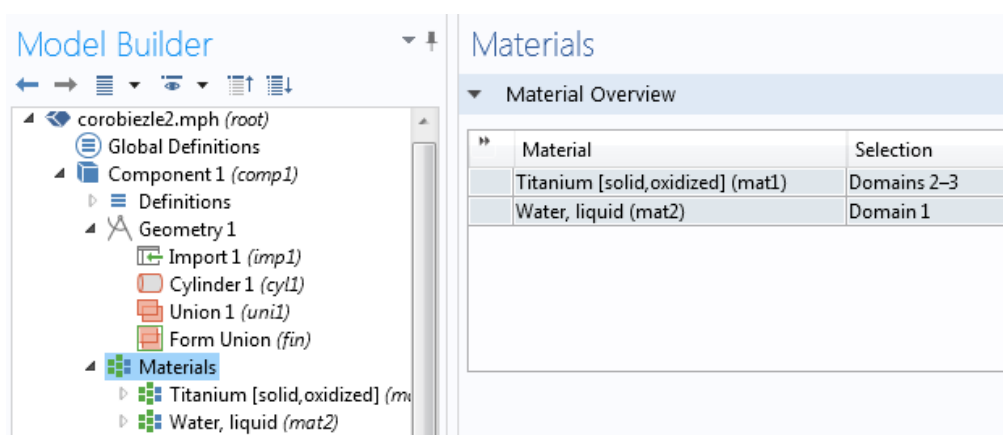 Model Builder
corobiezle2.mph (root)
Global Definitions
Component 1 (comp1)
Definitions
Geometry 1
Import 1 (imp1)
Cylinder 1 (cyl1)
Union 1 (uni1)
Form Union (fin)
Materials
Titanium [solid,oxidized] (m
Water, liquid (mat2)
Materials
Material Overview
Material Selection
Titanium [solid,oxidized] (mat1) Domains 2–3
Water, liquid (mat2) Domain 1